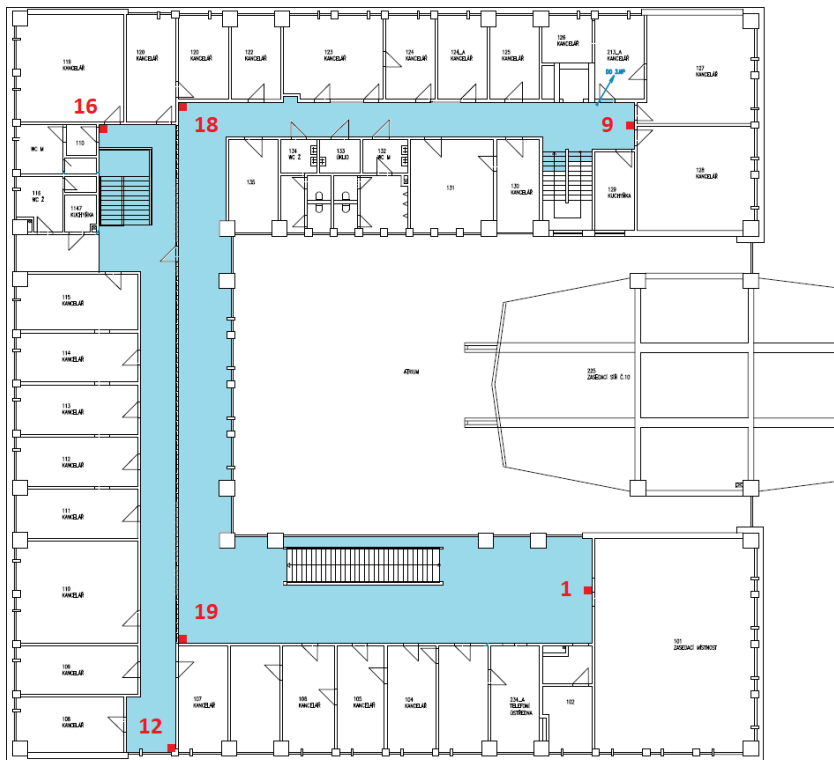 119
KANCELÁŘ
120
KANCELÁŘ
120
KANCELÁŘ
122
KANCELÁŘ
123
KANCELÁŘ
124
KANCELÁŘ
124_A
KANCELÁŘ
125
KANCELÁŘ
126
KANCELÁŘ
213_A
KANCELÁŘ
127
KANCELÁŘ
DO 2.NP
16
18
9
WC M
110
134
WC Ž
133
ÚKLID
132
WC M
128
KANCELÁŘ
116
WC Ž
1147
KUCHYŇKA
135
131
130
KANCELÁŘ
129
KUCHYŇKA
115
KANCELÁŘ
114
KANCELÁŘ
113
KANCELÁŘ
112
KANCELÁŘ
111
KANCELÁŘ
110
KANCELÁŘ
109
KANCELÁŘ
108
KANCELÁŘ
ATRIUM
225
ZASEDACÍ SÍŇ Č.10
19
1
101
ZASEDACÍ MÍSTNOST
107
KANCELÁŘ
106
KANCELÁŘ
105
KANCELÁŘ
104
KANCELÁŘ
234_A
TELEFONÍ
ÚSTŘEDNA
102
12